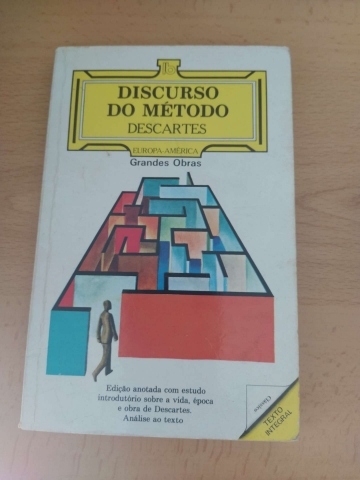 DISCURSO
DO MÉTODO
DESCARTES
EUROPA-AMÉRICA
Grandes Obras
Edição anotada com estudo
introdutório sobre a vida, época
e obra de Descartes.
Análise ao texto
TEXTO
INTEGRAL